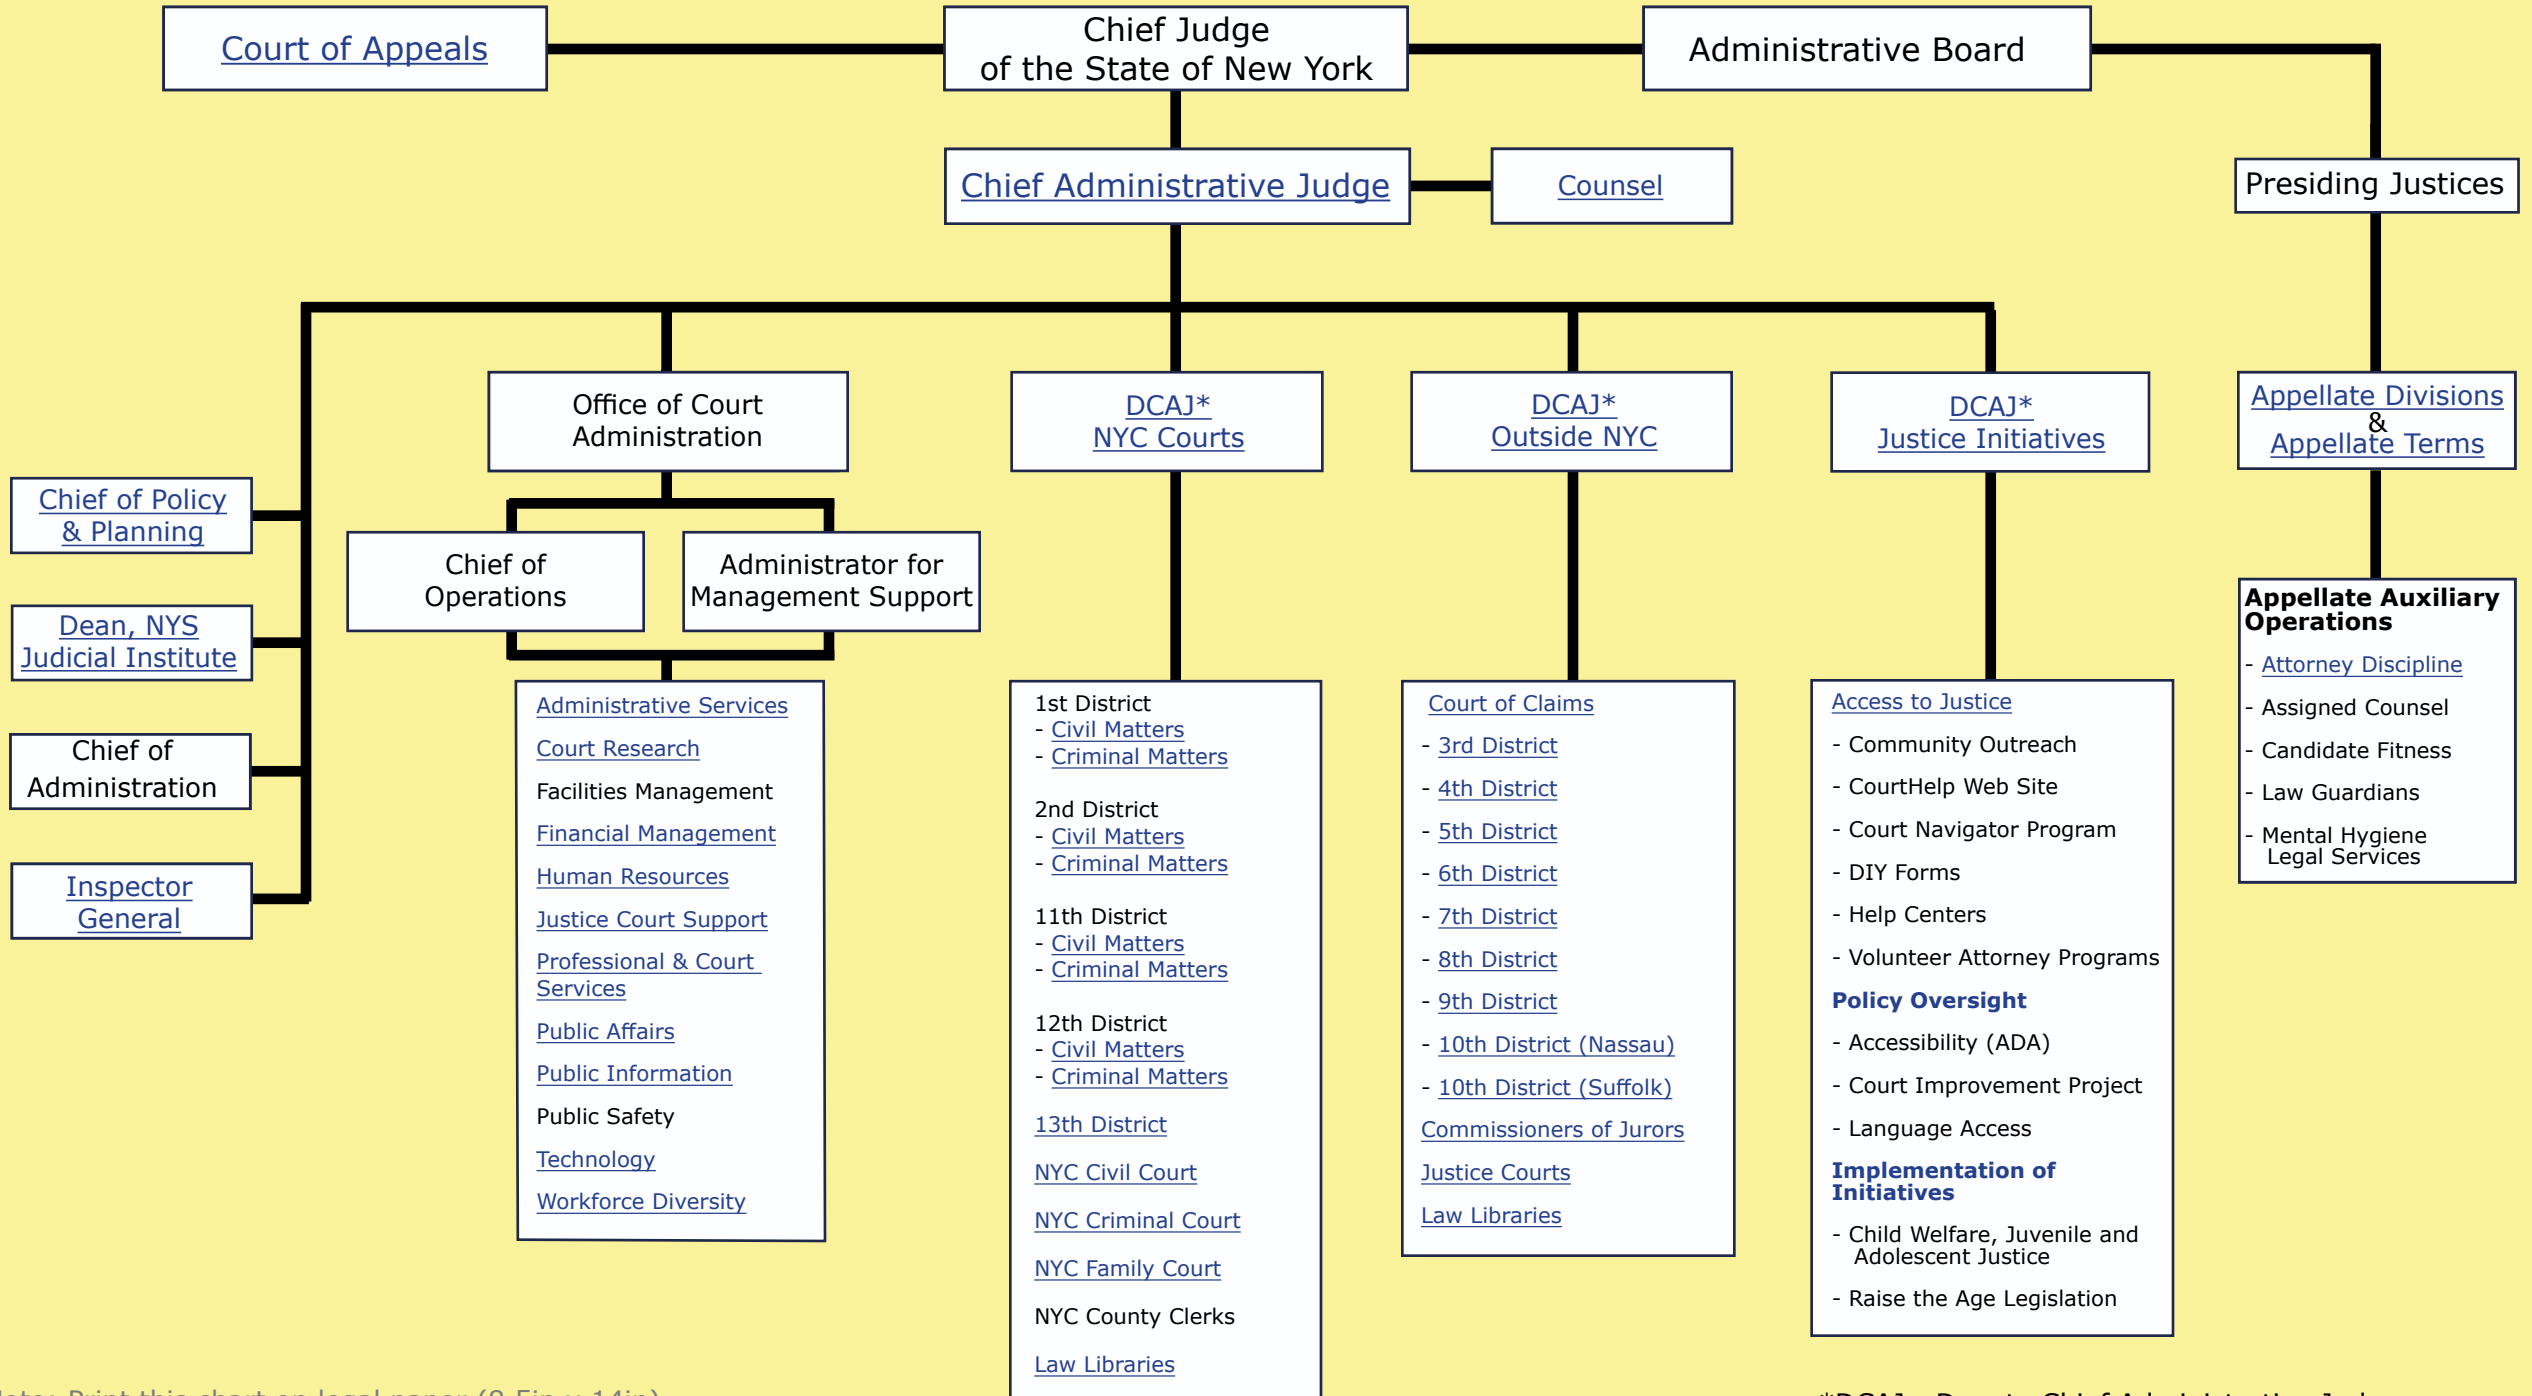 Court of Appeals
Chief Judge
of the State of New York
Administrative Board
Chief Administrative Judge
Counsel
Presiding Justices
Office of Court
Administration
DCAJ*
NYC Courts
DCAJ*
Outside NYC
DCAJ*
Justice Initiatives
Appellate Divisions
&
Appellate Terms
Chief of Policy
& Planning
Dean, NYS
Judicial Institute
Chief of
Administration
Inspector
General
Chief of
Operations
Administrator for
Management Support
Administrative Services
Court Research
Facilities Management
Financial Management
Human Resources
Justice Court Support
Professional & Court
Services
Public Affairs
Public Information
Public Safety
Technology
Workforce Diversity
1st District
- Civil Matters
- Criminal Matters
2nd District
- Civil Matters
- Criminal Matters
11th District
- Civil Matters
- Criminal Matters
12th District
- Civil Matters
- Criminal Matters
13th District
NYC Civil Court
NYC Criminal Court
NYC Family Court
NYC County Clerks
Law Libraries
Court of Claims
- 3rd District
- 4th District
- 5th District
- 6th District
- 7th District
- 8th District
- 9th District
- 10th District (Nassau)
- 10th District (Suffolk)
Commissioners of Jurors
Justice Courts
Law Libraries
Access to Justice
- Community Outreach
- CourtHelp Web Site
- Court Navigator Program
- DIY Forms
- Help Centers
- Volunteer Attorney Programs
Policy Oversight
- Accessibility (ADA)
- Court Improvement Project
- Language Access
Implementation of
Initiatives
- Child Welfare, Juvenile and
Adolescent Justice
- Raise the Age Legislation
Appellate Auxiliary
Operations
- Attorney Discipline
- Assigned Counsel
- Candidate Fitness
- Law Guardians
- Mental Hygiene
Legal Services